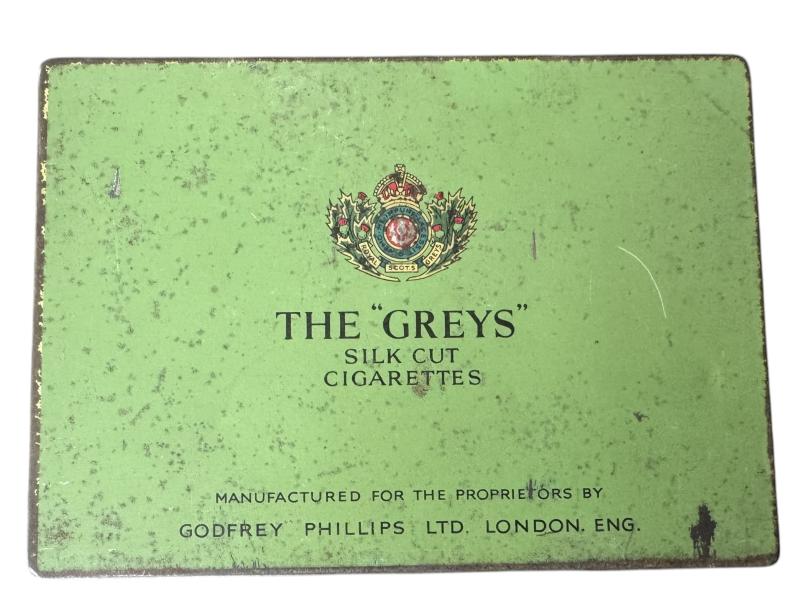 ROYAL SCOTS GREYS
THE "GREYS"
SILK CUT
CIGARETTES
MANUFACTURED FOR THE PROPRIETORS BY
GODFREY PHILLIPS LTD. LONDON. ENG.